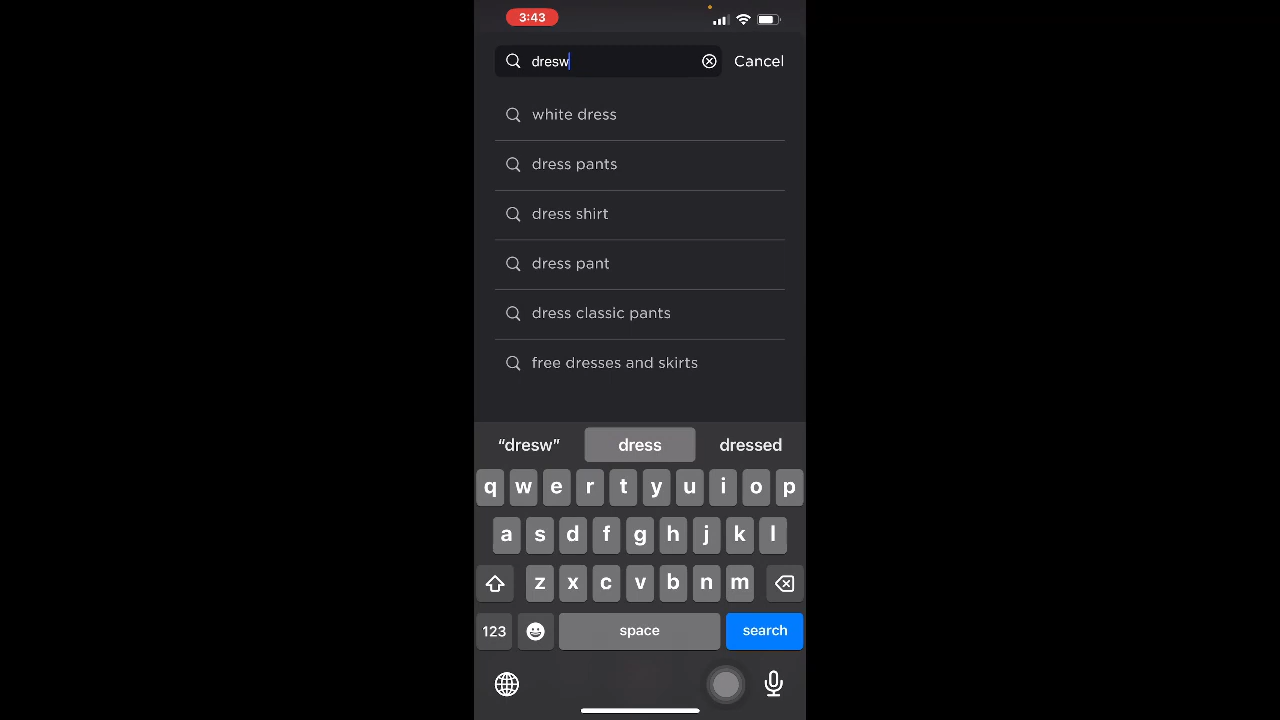 3:43
dresw
Cancel
white dress
dress pants
dress shirt
dress pant
dress classic pants
free dresses and skirts
“dresw” dress dressed
q w e r t y u i o p
a s d f g h j k l
z x c v b n m
123 space search